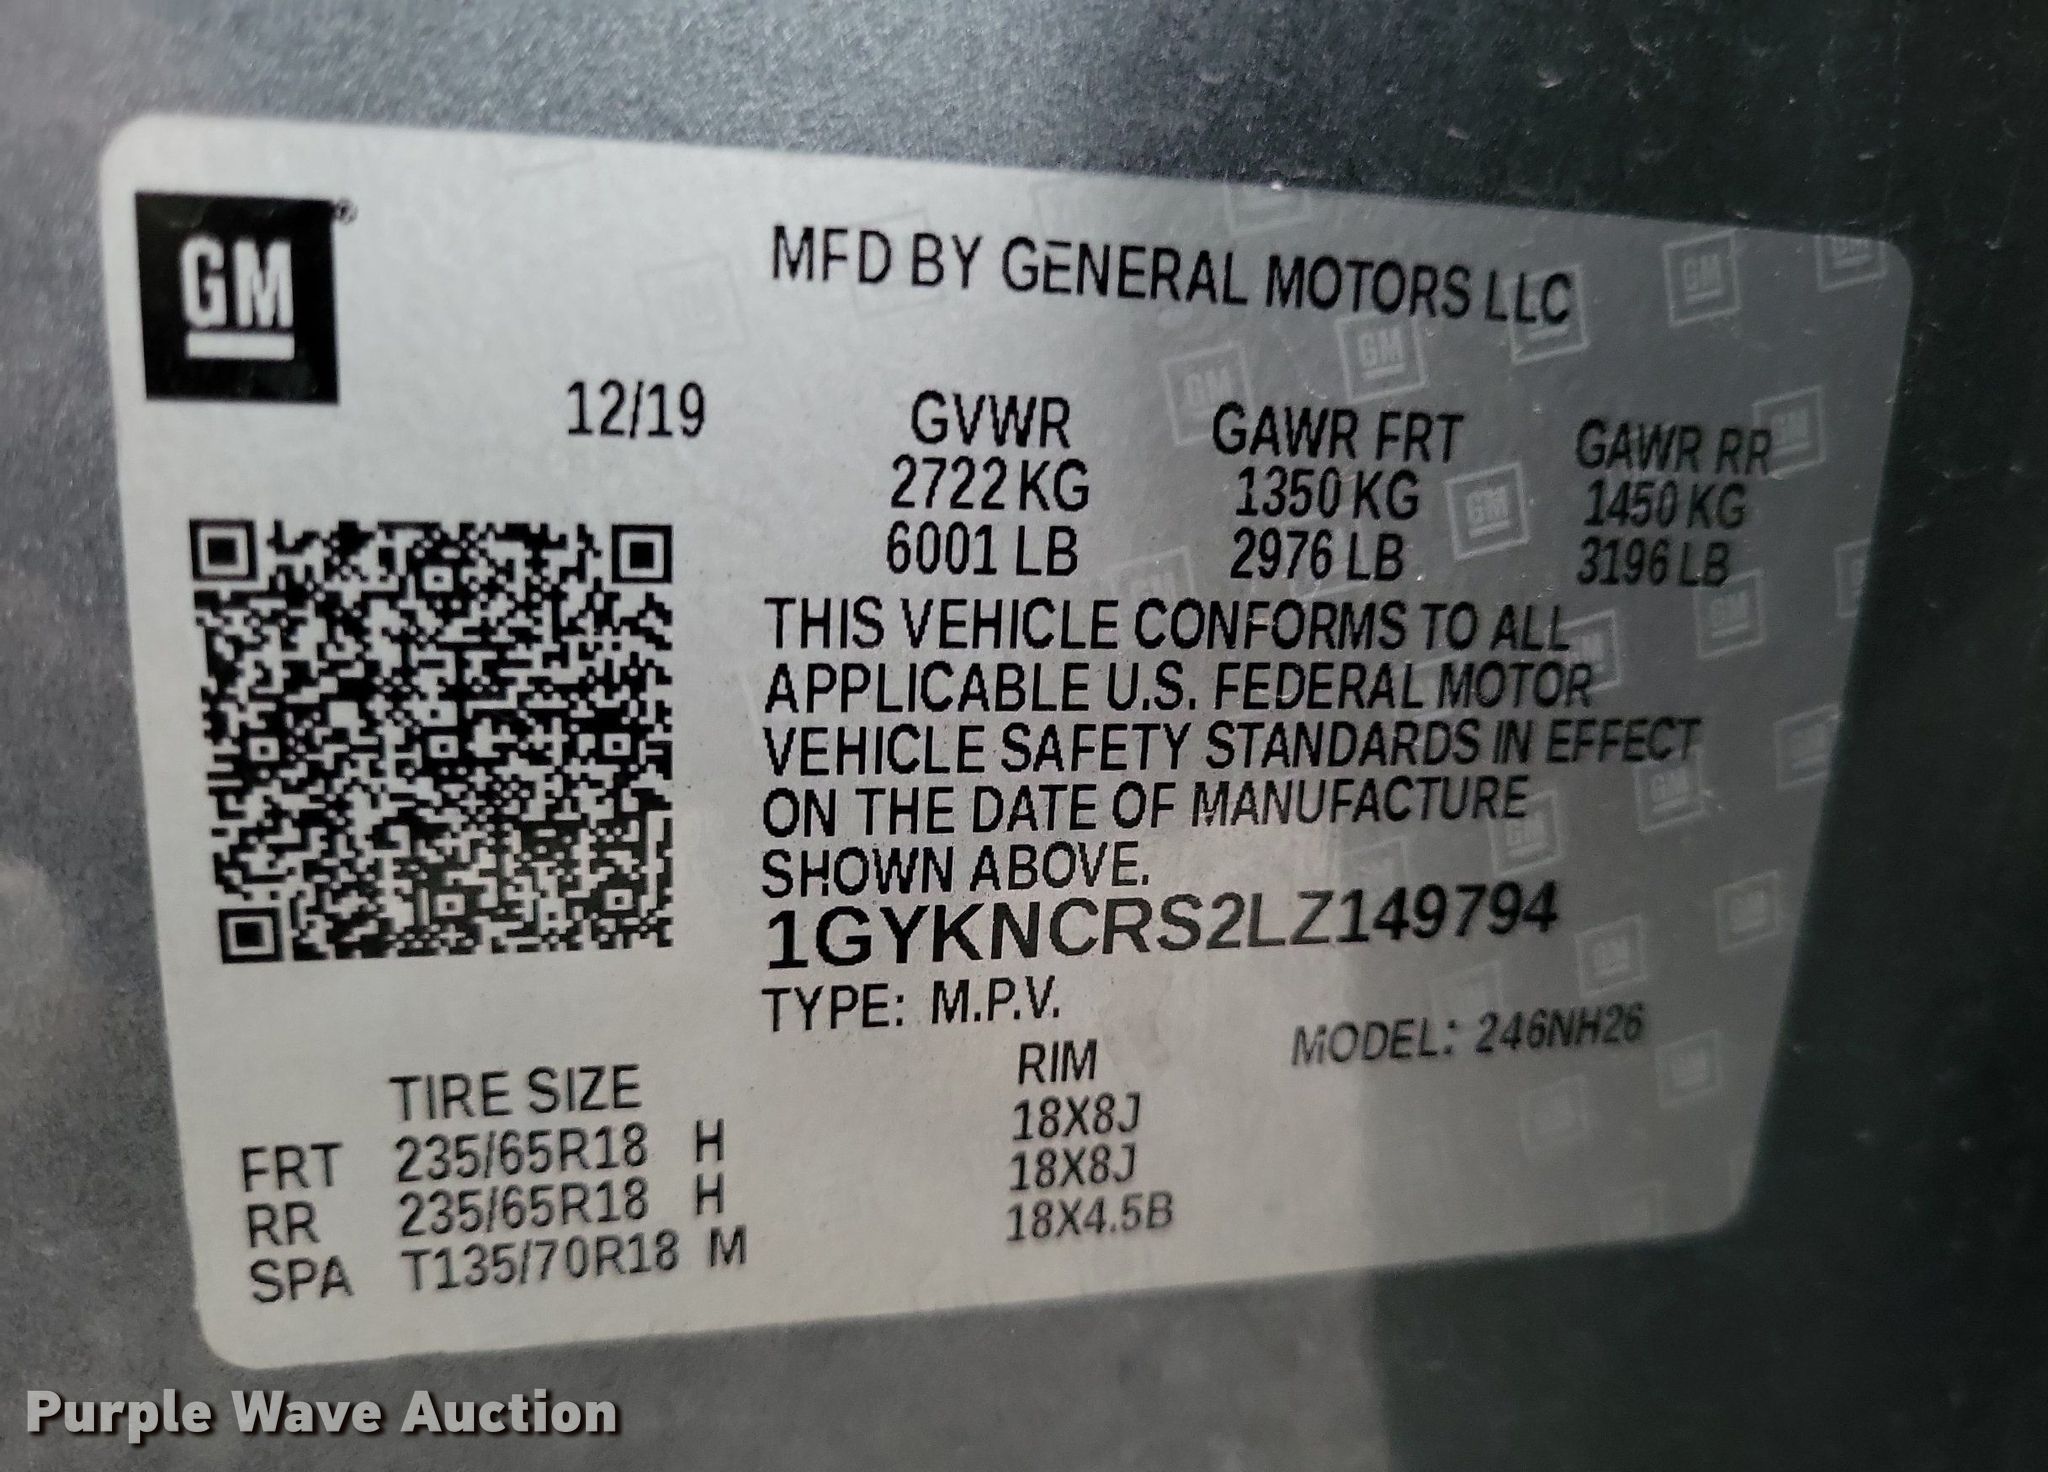 GM®
MFD BY GENERAL MOTORS LLC
12/19 GVWR GAWR FRT GAWR RR
2722 KG 1350 KG 1450 KG
6001 LB 2976 LB 3196 LB
THIS VEHICLE CONFORMS TO ALL
APPLICABLE U.S. FEDERAL MOTOR
VEHICLE SAFETY STANDARDS IN EFFECT
ON THE DATE OF MANUFACTURE
SHOWN ABOVE.
1GYKNCRS2LZ149794
TYPE: M.P.V. MODEL: 246NH26
TIRE SIZE RIM
FRT 235/65R18 H 18X8J
RR 235/65R18 H 18X8J
SPA T135/70R18 M 18X4.5B
Purple Wave Auction